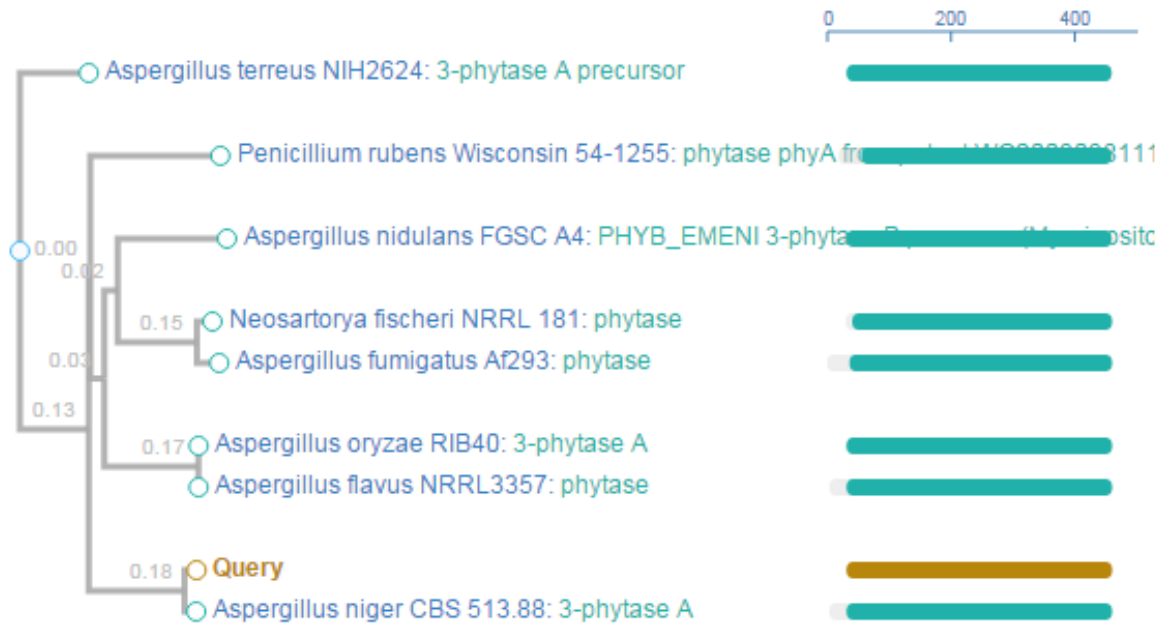 0 200 400
Aspergillus terreus NIH2624: 3-phytase A precursor
Penicillium rubens Wisconsin 54-1255: phytase phyA
0.00
Aspergillus nidulans FGSC A4: PHYB_EMENI
0.02
0.15
Neosartorya fischeri NRRL 181: phytase
0.03
Aspergillus fumigatus Af293: phytase
0.13
0.17
Aspergillus oryzae RIB40: 3-phytase A
Aspergillus flavus NRRL3357: phytase
0.18
Query
Aspergillus niger CBS 513.88: 3-phytase A